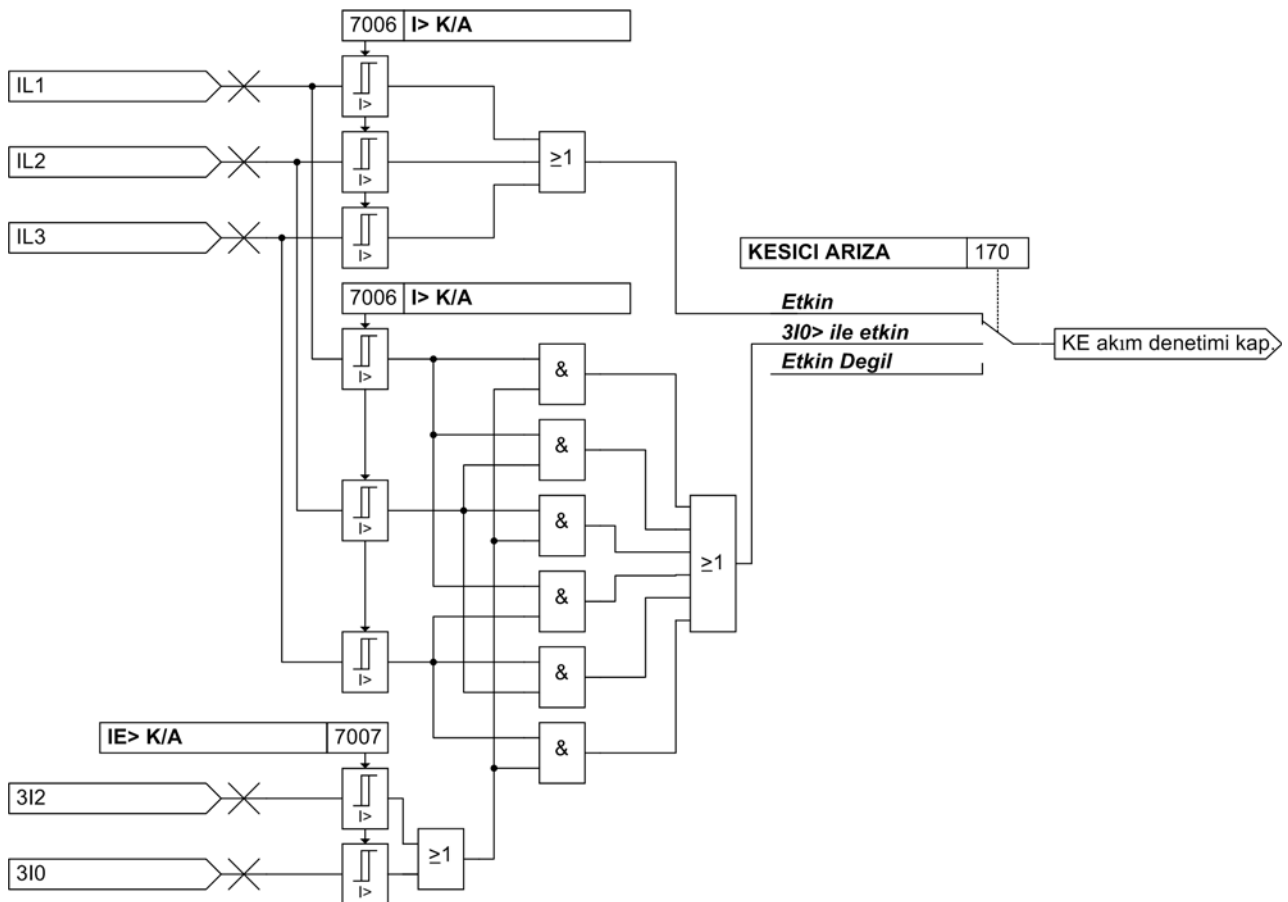 7006 I> K/A
IL1
I>
IL2
I>
≥1
IL3
I>
KESICI ARIZA 170
7006 I> K/A
Etkin
3I0> ile etkin
KE akım denetimi kap.
Etkin Degil
I>
&
&
I>
&
≥1
&
I>
&
IE> K/A 7007
&
3I2
I>
≥1
3I0
I>